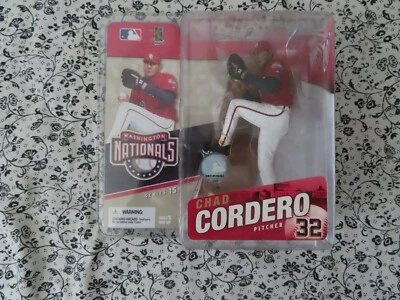 WASHINGTON
NATIONALS
SERIES 15
WARNING:
CHAD
CORDERO
PITCHER
32